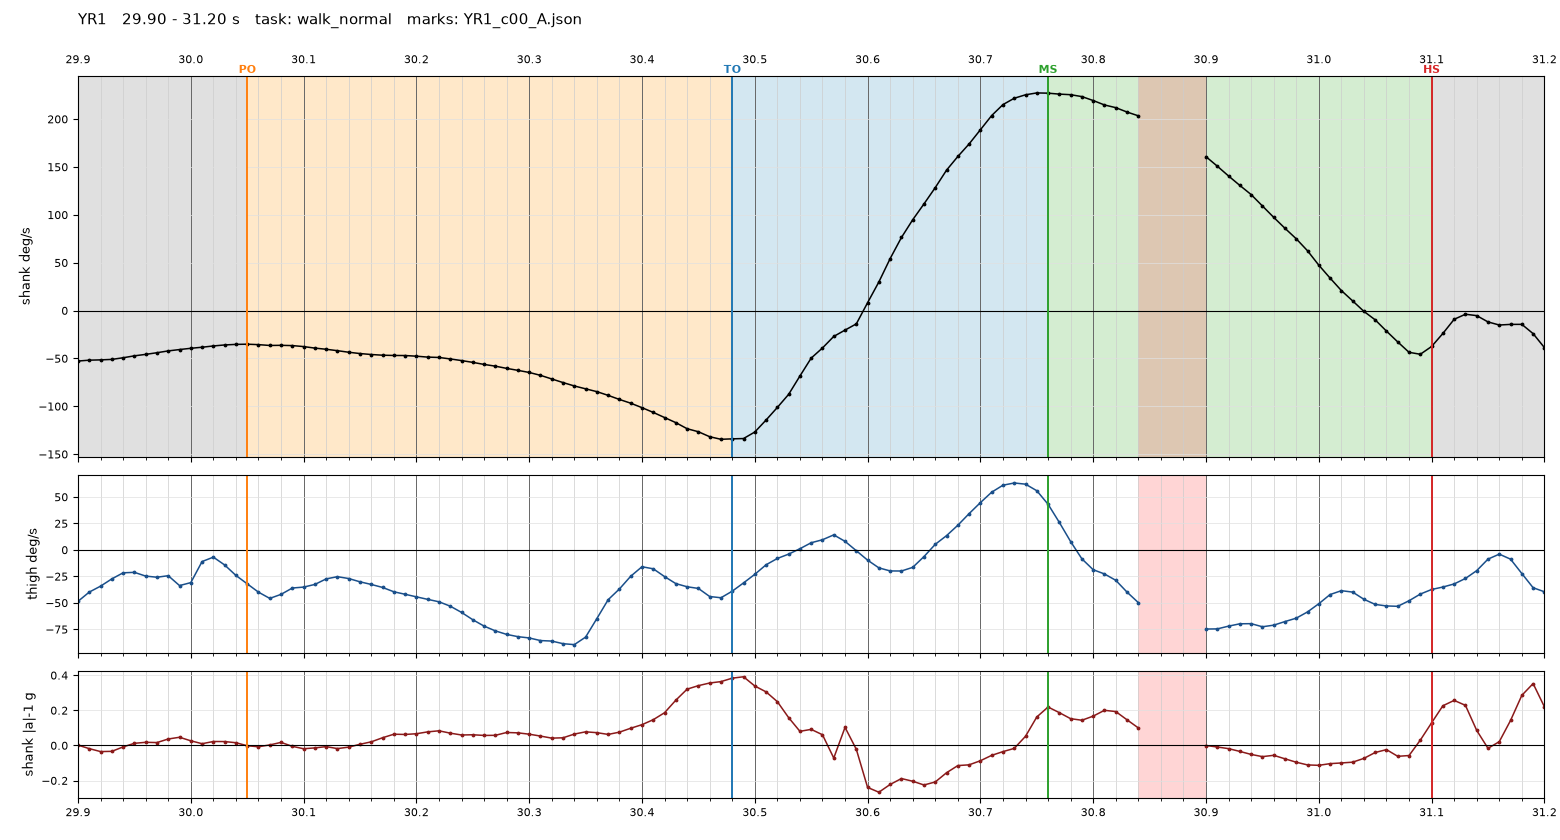 YR1 29.90 - 31.20 s task: walk_normal marks: YR1_c00_A.json
29.9 30.0 30.1 30.2 30.3 30.4 30.5 30.6 30.7 30.8 30.9 31.0 31.1 31.2
PO TO MS HS
shank deg/s
200
150
100
50
0
−50
−100
−150
thigh deg/s
50
25
0
−25
−50
−75
shank |a|-1 g
0.4
0.2
0.0
−0.2
29.9 30.0 30.1 30.2 30.3 30.4 30.5 30.6 30.7 30.8 30.9 31.0 31.1 31.2